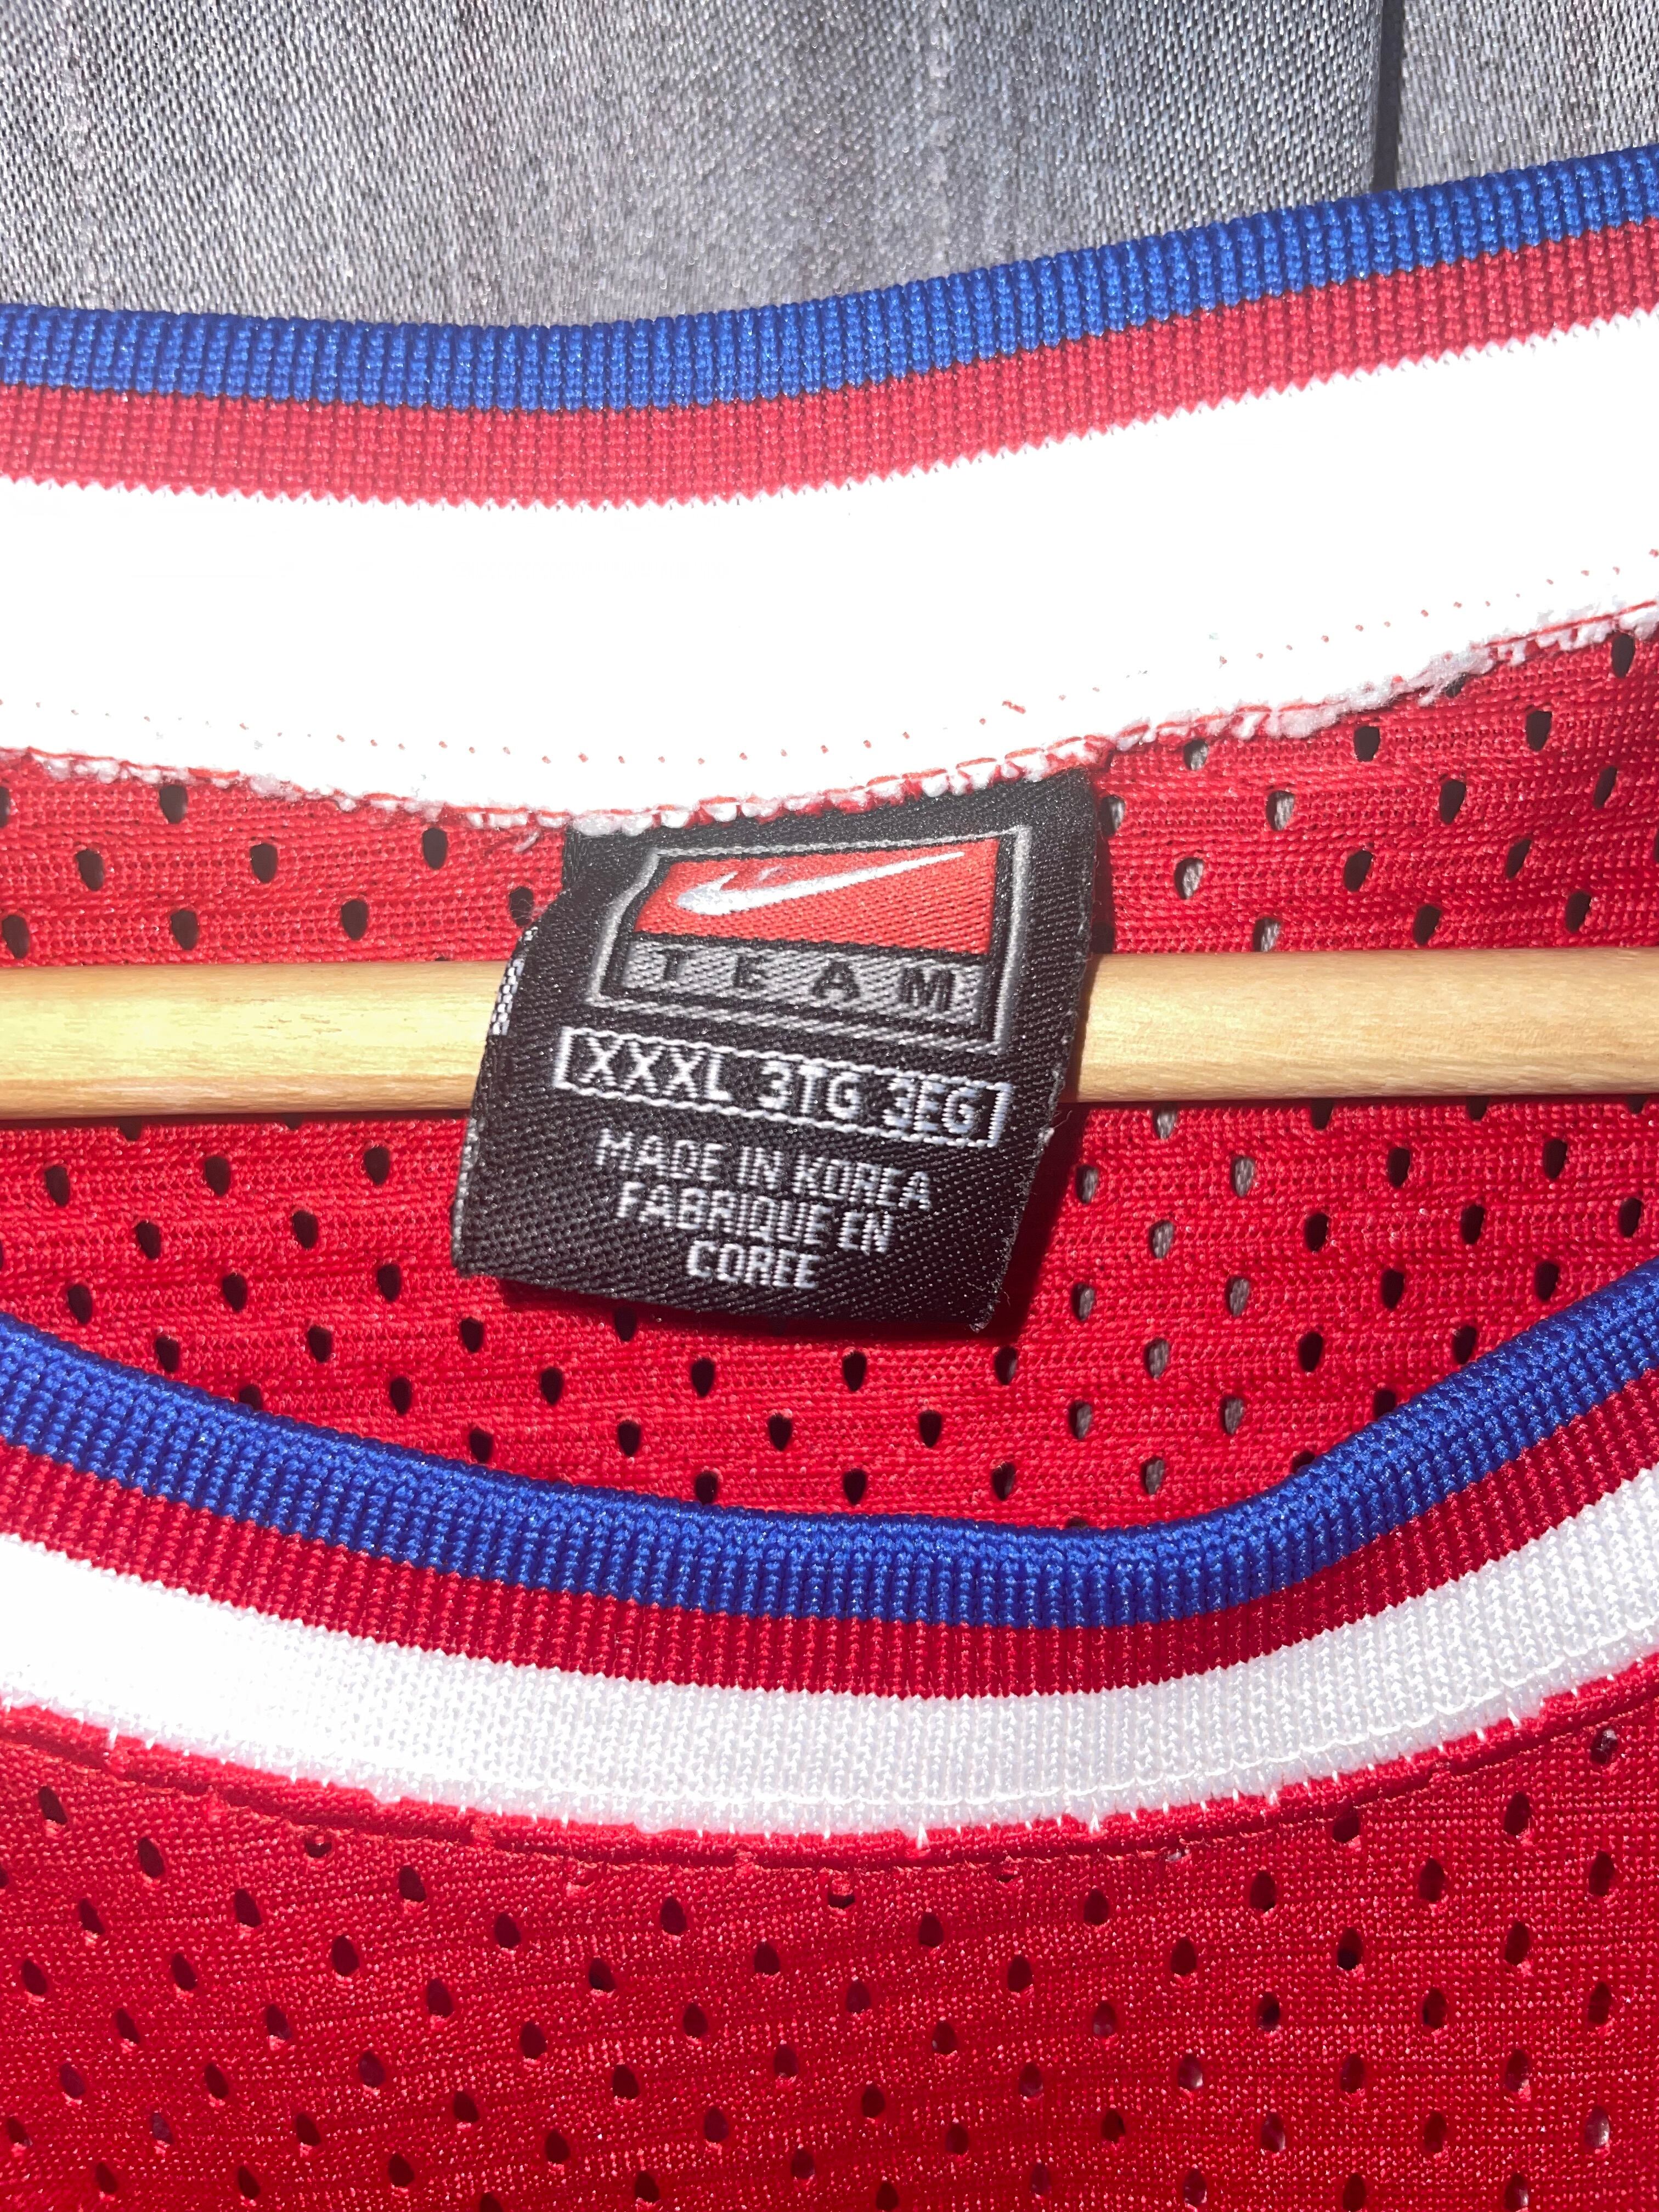 TEAM
XXXL 3TG 3EG
MADE IN KOREA
FABRIQUE EN
COREE